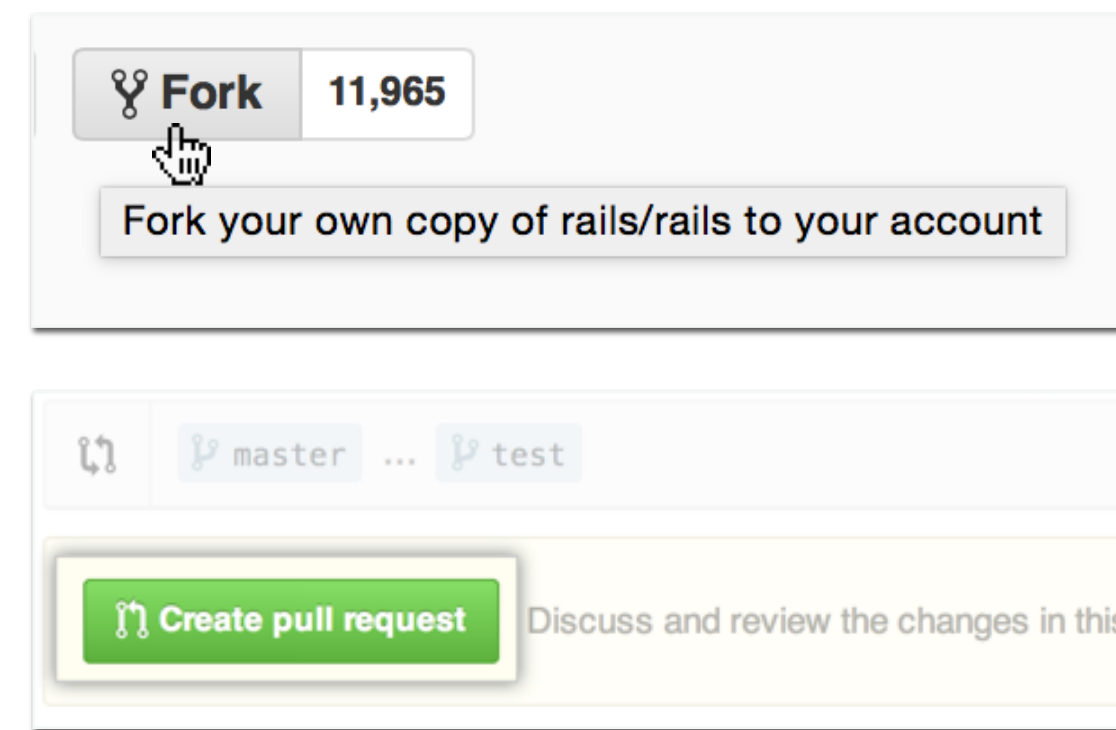 Fork 11,965
Fork your own copy of rails/rails to your account
master ... test
Create pull request Discuss and review the changes in this